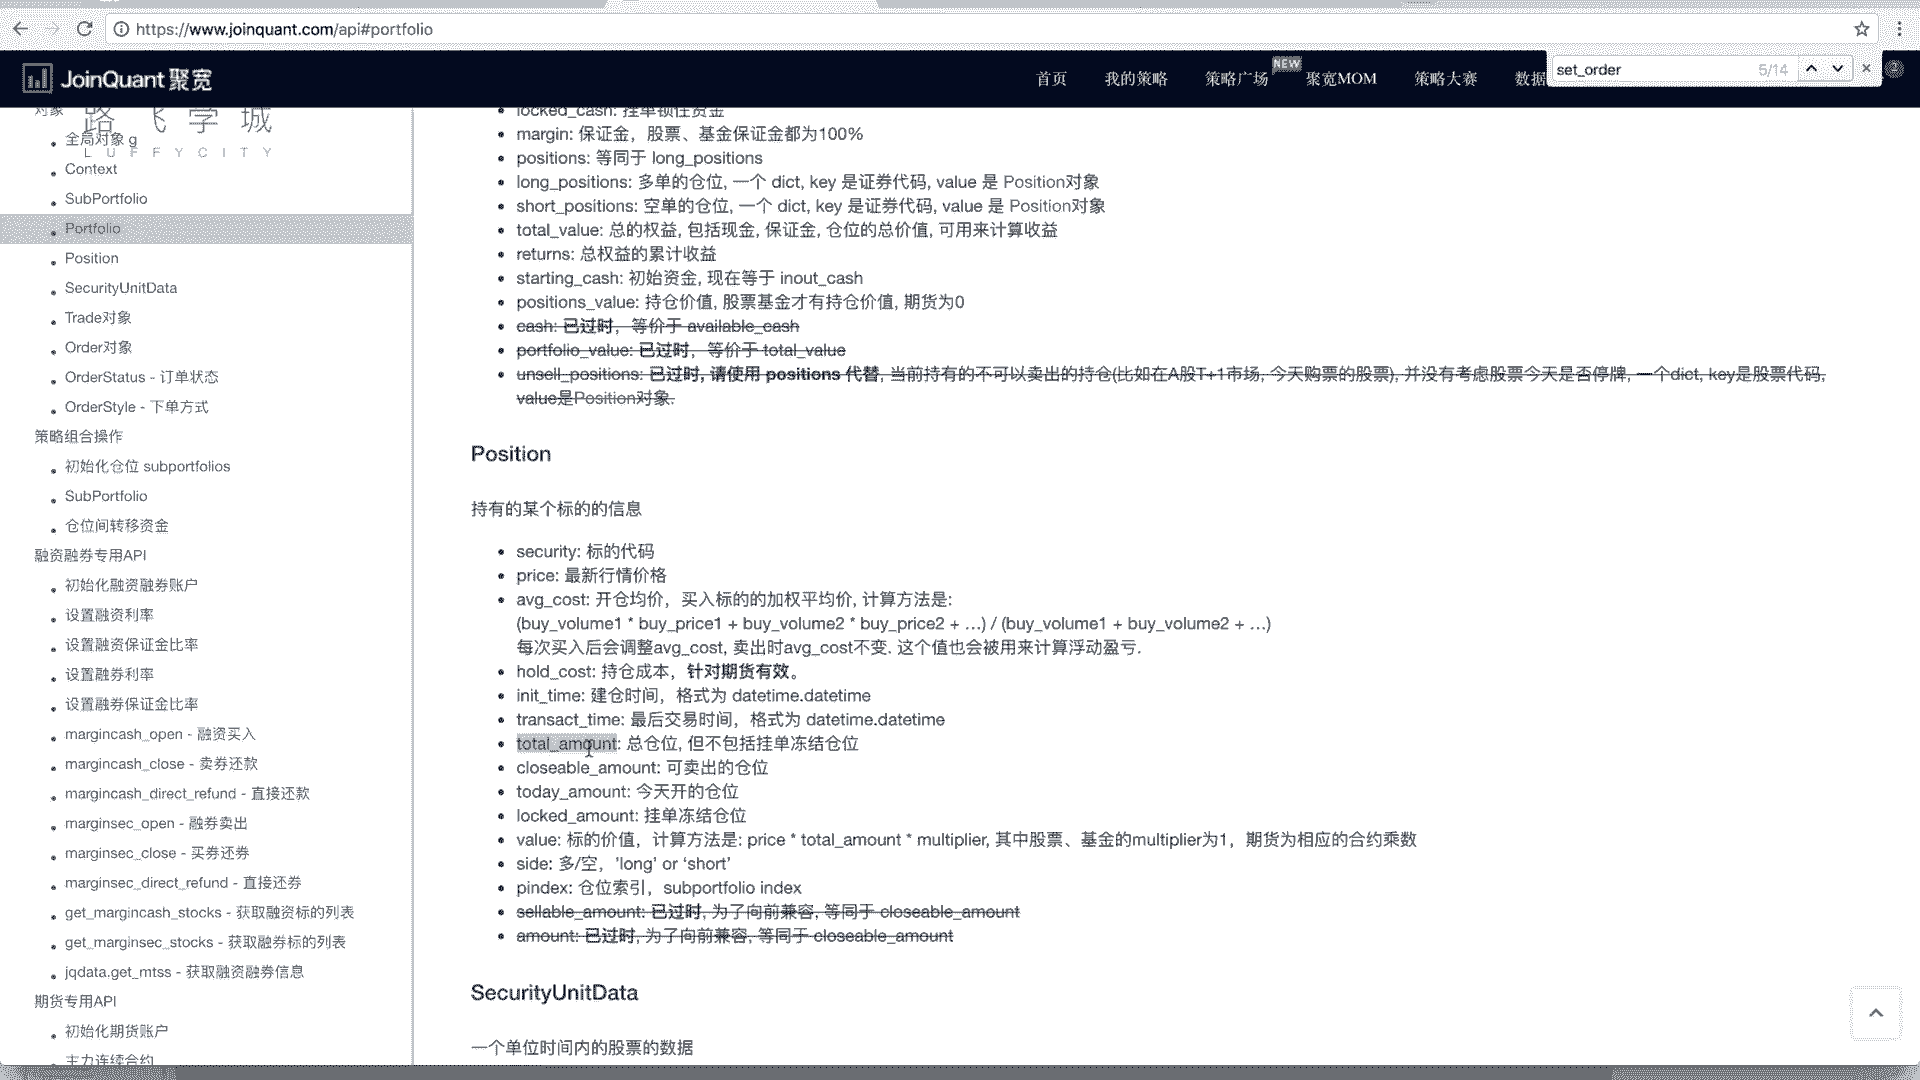 https://www.joinquant.com/api#portfolio
JoinQuant 聚宽
首页
我的策略
策略广场
NEW
聚宽MOM
策略大赛
数据
set_order
5/14
路飞学城
LUFFYCITY
对象
全局对象 g
Context
SubPortfolio
Portfolio
Position
SecurityUnitData
Trade对象
Order对象
OrderStatus - 订单状态
OrderStyle - 下单方式
策略组合操作
初始化仓位 subportfolios
SubPortfolio
仓位间转移资金
融资融券专用API
初始化融资融券账户
设置融资利率
设置融资保证金比率
设置融券利率
设置融券保证金比率
margincash_open - 融资买入
margincash_close - 卖券还款
margincash_direct_refund - 直接还款
marginsec_open - 融券卖出
marginsec_close - 买券还券
marginsec_direct_refund - 直接还券
get_margincash_stocks - 获取融资标的列表
get_marginsec_stocks - 获取融券标的列表
jqdata.get_mtss - 获取融资融券信息
期货专用API
初始化期货账户
主力连续合约
locked_cash: 挂单锁住资金
margin: 保证金，股票、基金保证金都为100%
positions: 等同于 long_positions
long_positions: 多单的仓位, 一个 dict, key 是证券代码, value 是 Position对象
short_positions: 空单的仓位, 一个 dict, key 是证券代码, value 是 Position对象
total_value: 总的权益, 包括现金, 保证金, 仓位的总价值, 可用来计算收益
returns: 总权益的累计收益
starting_cash: 初始资金, 现在等于 inout_cash
positions_value: 持仓价值, 股票基金才有持仓价值, 期货为0
cash: 已过时，等价于 available_cash
portfolio_value: 已过时，等价于 total_value
unsell_positions: 已过时, 请使用 positions 代替, 当前持有的不可以卖出的持仓(比如在A股T+1市场, 今天购票的股票), 并没有考虑股票今天是否停牌, 一个dict, key是股票代码,
value是Position对象.
Position
持有的某个标的的信息
security: 标的代码
price: 最新行情价格
avg_cost: 开仓均价，买入标的的加权平均价, 计算方法是:
(buy_volume1 * buy_price1 + buy_volume2 * buy_price2 + …) / (buy_volume1 + buy_volume2 + …)
每次买入后会调整avg_cost, 卖出时avg_cost不变. 这个值也会被用来计算浮动盈亏.
hold_cost: 持仓成本，针对期货有效。
init_time: 建仓时间，格式为 datetime.datetime
transact_time: 最后交易时间，格式为 datetime.datetime
total_amount: 总仓位, 但不包括挂单冻结仓位
closeable_amount: 可卖出的仓位
today_amount: 今天开的仓位
locked_amount: 挂单冻结仓位
value: 标的价值，计算方法是: price * total_amount * multiplier, 其中股票、基金的multiplier为1，期货为相应的合约乘数
side: 多/空，'long' or 'short'
pindex: 仓位索引，subportfolio index
sellable_amount: 已过时, 为了向前兼容, 等同于 closeable_amount
amount: 已过时, 为了向前兼容, 等同于 closeable_amount
SecurityUnitData
一个单位时间内的股票的数据